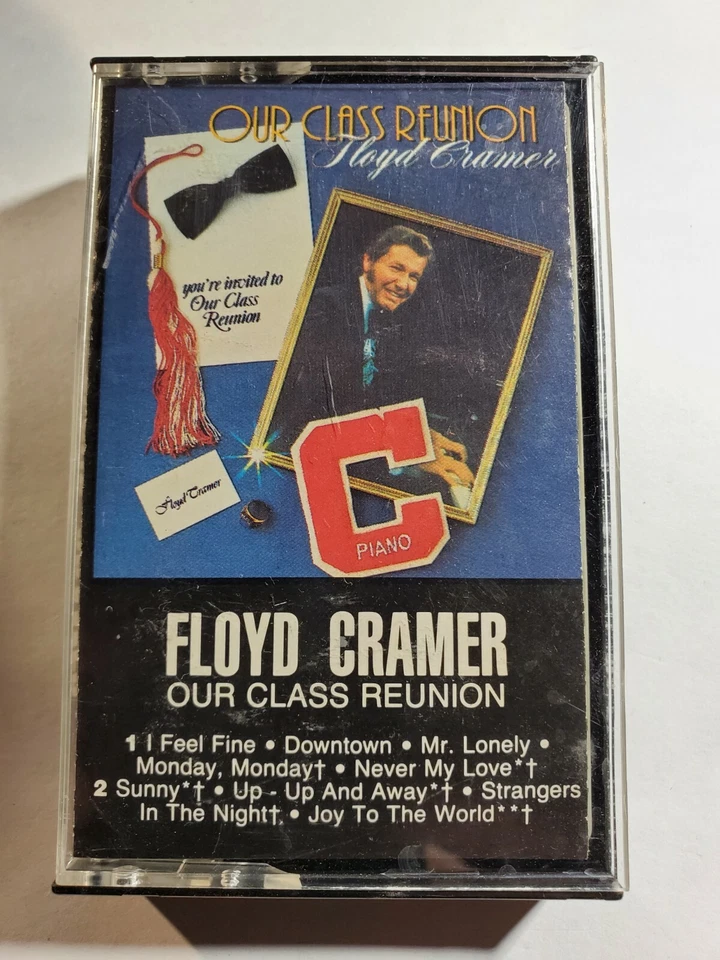 OUR CLASS REUNION
Floyd Cramer
you're invited to
Our Class
Reunion
Floyd Cramer
C
PIANO
FLOYD CRAMER
OUR CLASS REUNION
1 I Feel Fine • Downtown • Mr. Lonely •
Monday, Monday† • Never My Love*†
2 Sunny*† • Up - Up And Away*† • Strangers
In The Night† • Joy To The World**†